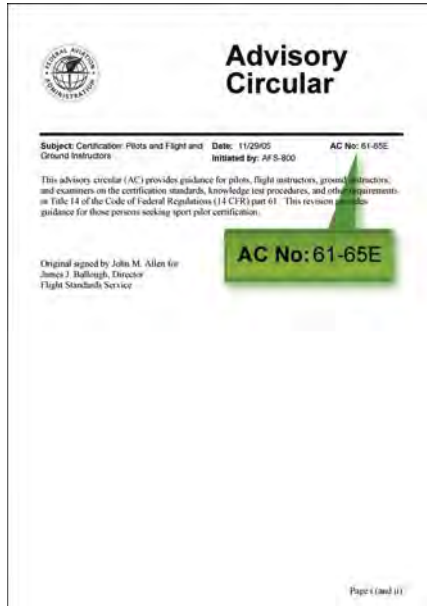 FEDERAL AVIATION
ADMINISTRATION
Advisory
Circular
Subject: Certification: Pilots and Flight and
Ground Instructors
Date: 11/29/05
Initiated by: AFS-800
AC No: 61-65E
This advisory circular (AC) provides guidance for pilots, flight instructors, ground instructors,
and examiners on the certification standards, knowledge test procedures, and other requirements
in Title 14 of the Code of Federal Regulations (14 CFR) part 61. This revision provides
guidance for those persons seeking sport pilot certification.
AC No: 61-65E
Original signed by John M. Allen for
James J. Ballough, Director
Flight Standards Service
Page i (and ii)